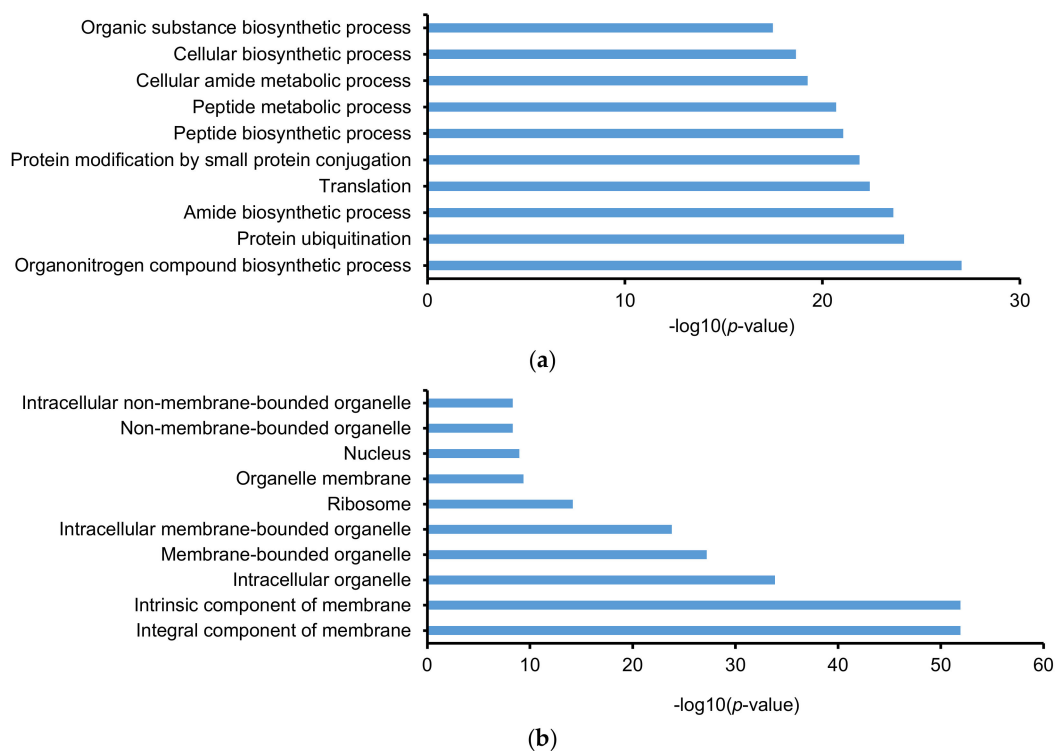 Organic substance biosynthetic process
Cellular biosynthetic process
Cellular amide metabolic process
Peptide metabolic process
Peptide biosynthetic process
Protein modification by small protein conjugation
Translation
Amide biosynthetic process
Protein ubiquitination
Organonitrogen compound biosynthetic process
0 10 20 30
-log10(p-value)
(a)
Intracellular non-membrane-bounded organelle
Non-membrane-bounded organelle
Nucleus
Organelle membrane
Ribosome
Intracellular membrane-bounded organelle
Membrane-bounded organelle
Intracellular organelle
Intrinsic component of membrane
Integral component of membrane
0 10 20 30 40 50 60
-log10(p-value)
(b)